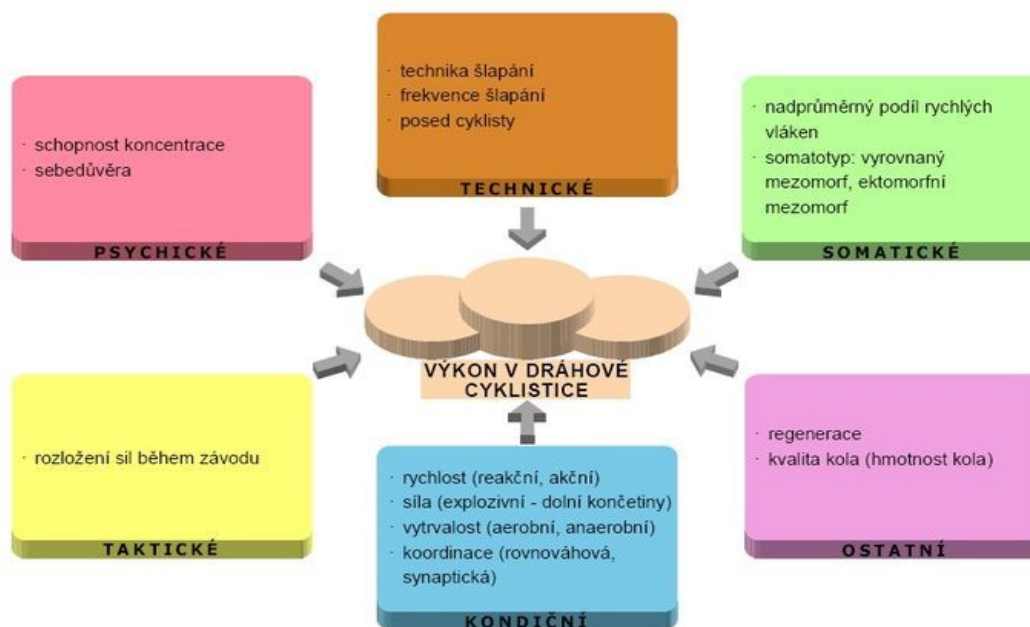 · technika šlapání
· frekvence šlapání
· posed cyklisty
TECHNICKÉ
· schopnost koncentrace
· sebedůvěra
PSYCHICKÉ
· nadprůměrný podíl rychlých
vláken
· somatotyp: vyrovnaný
mezomorf, ektomorfní
mezomorf
SOMATICKÉ
VÝKON V DRÁHOVÉ
CYKLISTICE
· rozložení sil během závodu
TAKTICKÉ
· rychlost (reakční, akční)
· síla (explozivní - dolní končetiny)
· vytrvalost (aerobní, anaerobní)
· koordinace (rovnováhová,
synaptická)
KONDIČNÍ
· regenerace
· kvalita kola (hmotnost kola)
OSTATNÍ